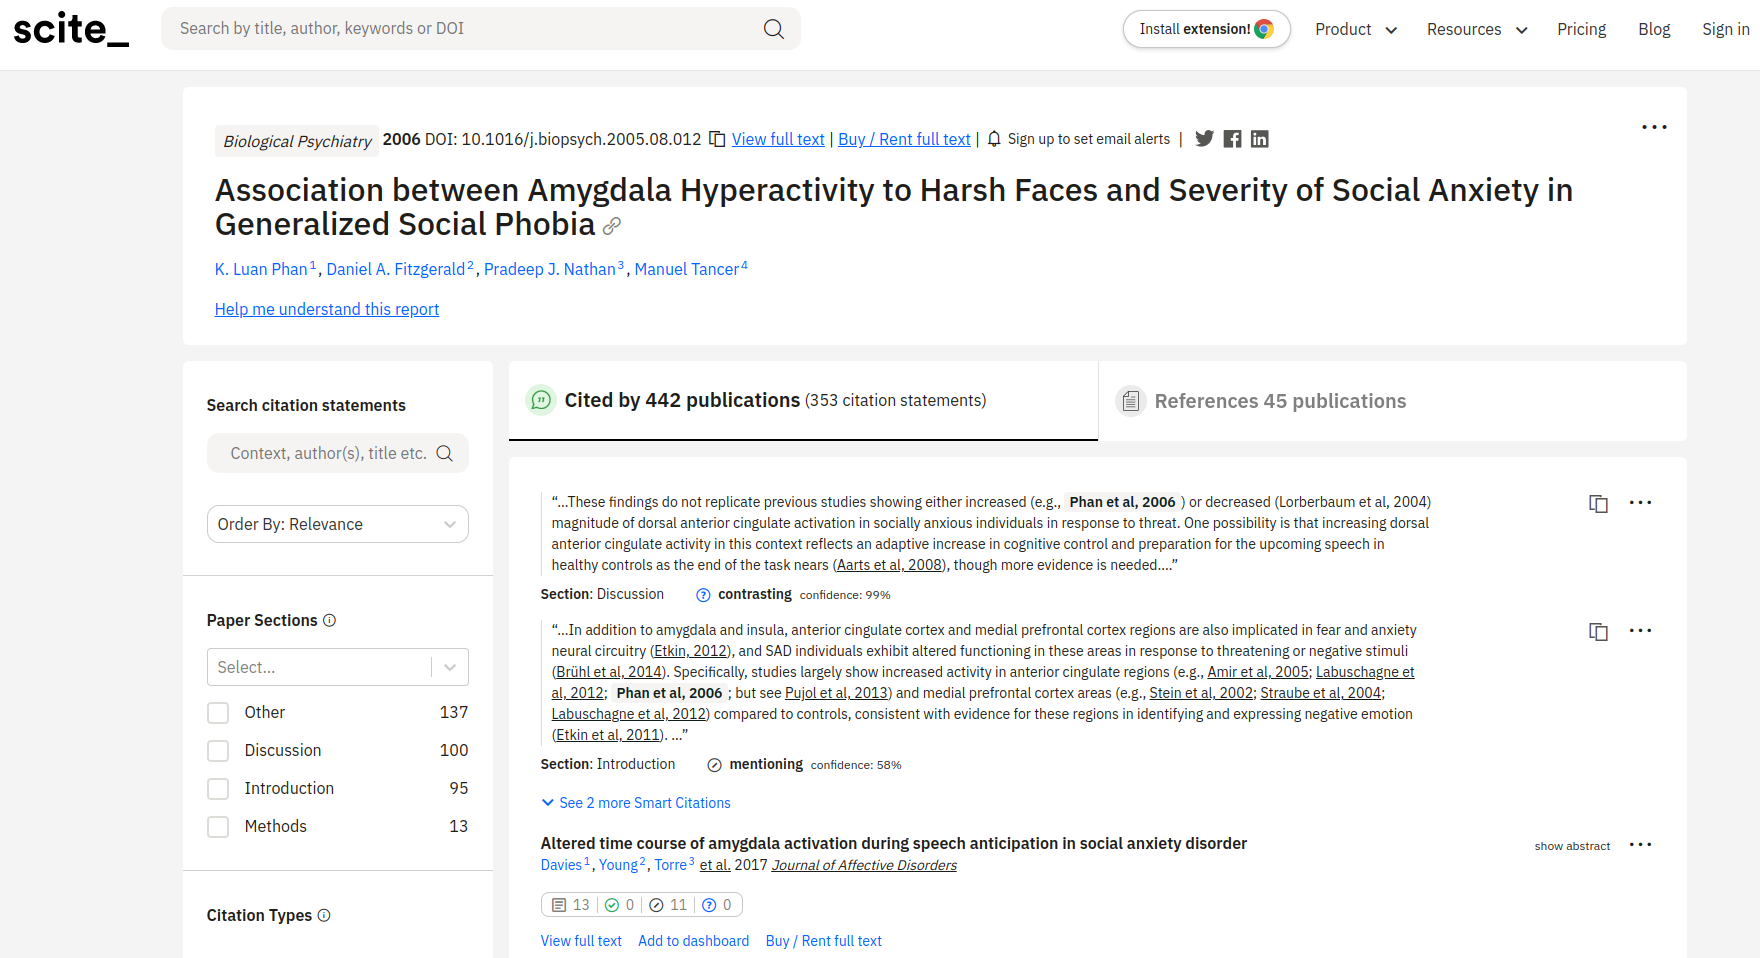 scite_
Search by title, author, keywords or DOI
Install extension!
Product
Resources
Pricing
Blog
Sign in
Biological Psychiatry 2006 DOI: 10.1016/j.biopsych.2005.08.012 View full text | Buy / Rent full text | Sign up to set email alerts |
Association between Amygdala Hyperactivity to Harsh Faces and Severity of Social Anxiety in
Generalized Social Phobia
K. Luan Phan 1, Daniel A. Fitzgerald 2, Pradeep J. Nathan 3, Manuel Tancer 4
Help me understand this report
Search citation statements
Context, author(s), title etc.
Order By: Relevance
Paper Sections
Select...
Other 137
Discussion 100
Introduction 95
Methods 13
Citation Types
Cited by 442 publications (353 citation statements)
References 45 publications
“…These findings do not replicate previous studies showing either increased (e.g., Phan et al, 2006 ) or decreased (Lorberbaum et al, 2004)
magnitude of dorsal anterior cingulate activation in socially anxious individuals in response to threat. One possibility is that increasing dorsal
anterior cingulate activity in this context reflects an adaptive increase in cognitive control and preparation for the upcoming speech in
healthy controls as the end of the task nears (Aarts et al, 2008), though more evidence is needed.…”
Section: Discussion contrasting confidence: 99%
“…In addition to amygdala and insula, anterior cingulate cortex and medial prefrontal cortex regions are also implicated in fear and anxiety
neural circuitry (Etkin, 2012), and SAD individuals exhibit altered functioning in these areas in response to threatening or negative stimuli
(Brühl et al, 2014). Specifically, studies largely show increased activity in anterior cingulate regions (e.g., Amir et al, 2005; Labuschagne et
al, 2012; Phan et al, 2006 ; but see Pujol et al, 2013) and medial prefrontal cortex areas (e.g., Stein et al, 2002; Straube et al, 2004;
Labuschagne et al, 2012) compared to controls, consistent with evidence for these regions in identifying and expressing negative emotion
(Etkin et al, 2011). …”
Section: Introduction mentioning confidence: 58%
See 2 more Smart Citations
Altered time course of amygdala activation during speech anticipation in social anxiety disorder
show abstract
Davies 1, Young 2, Torre 3 et al. 2017 Journal of Affective Disorders
13 0 11 0
View full text Add to dashboard Buy / Rent full text